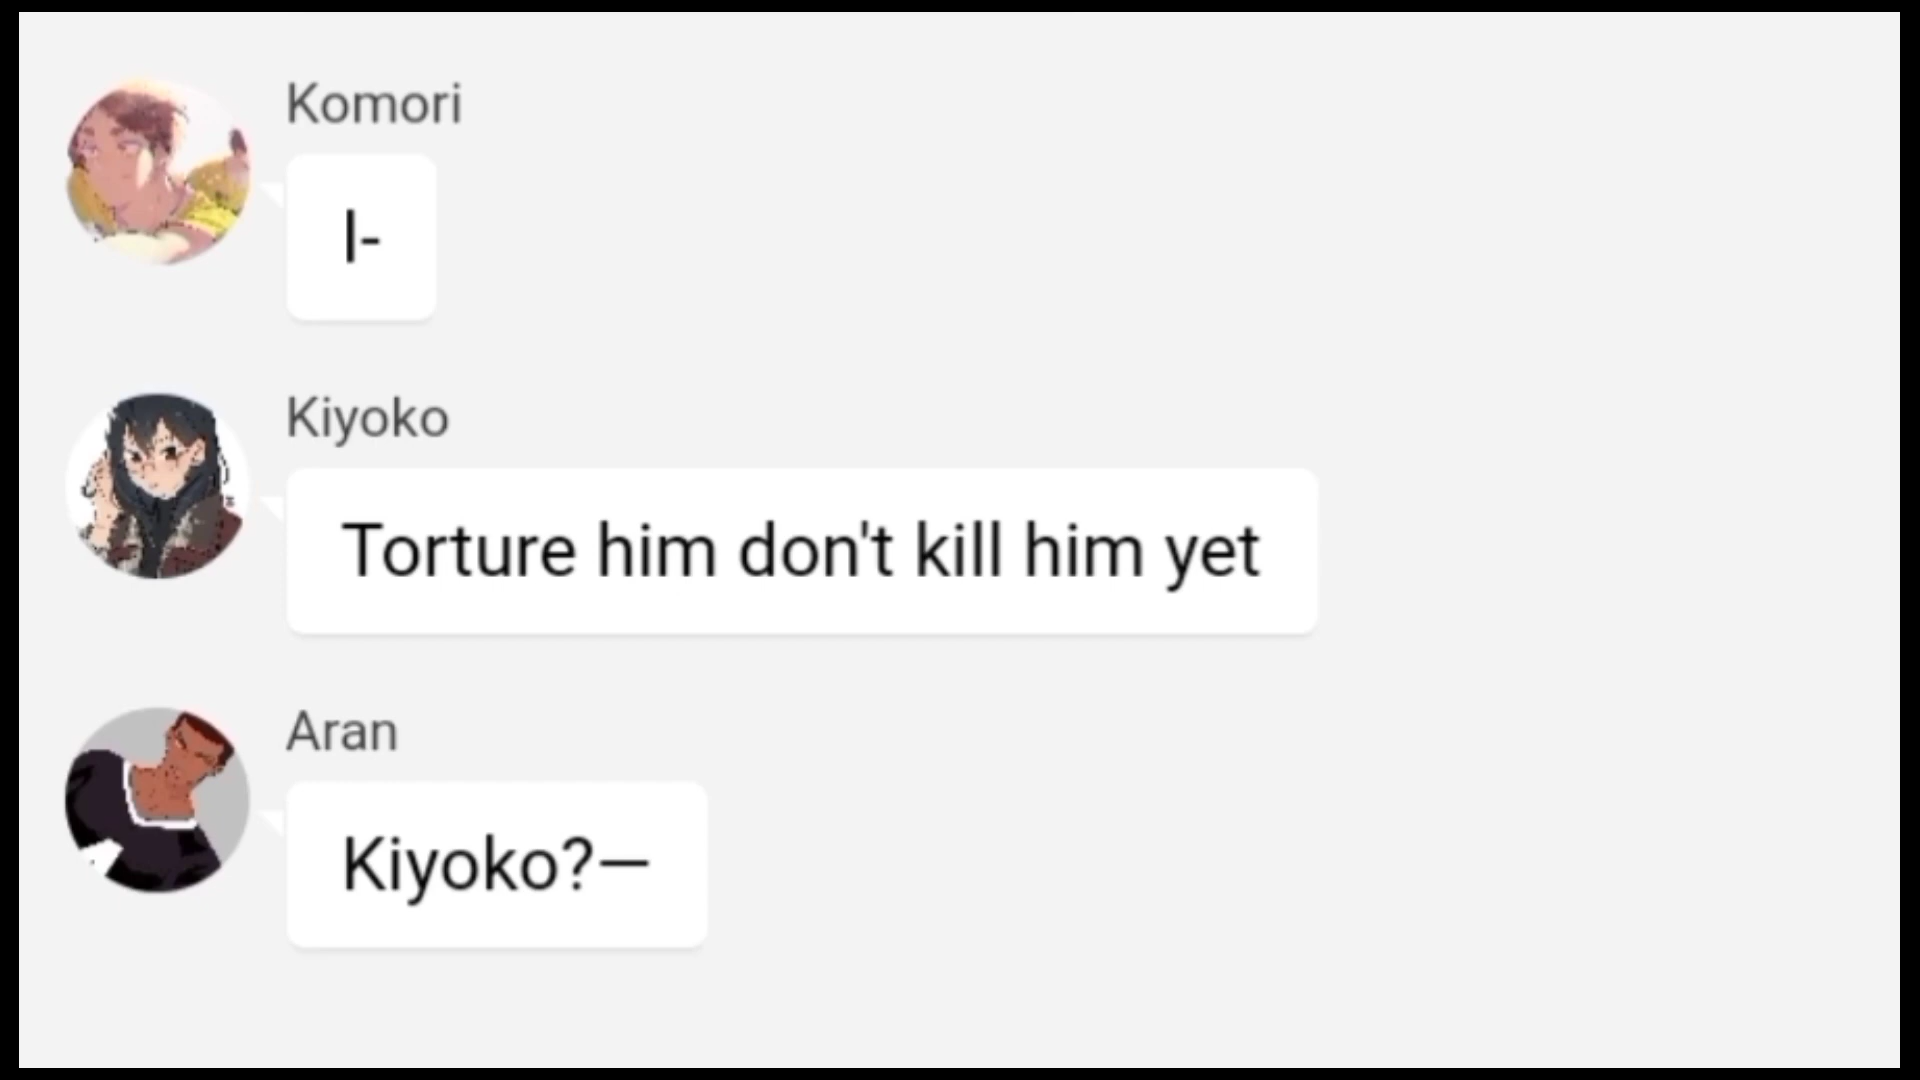 Komori
I-
Kiyoko
Torture him don't kill him yet
Aran
Kiyoko?—